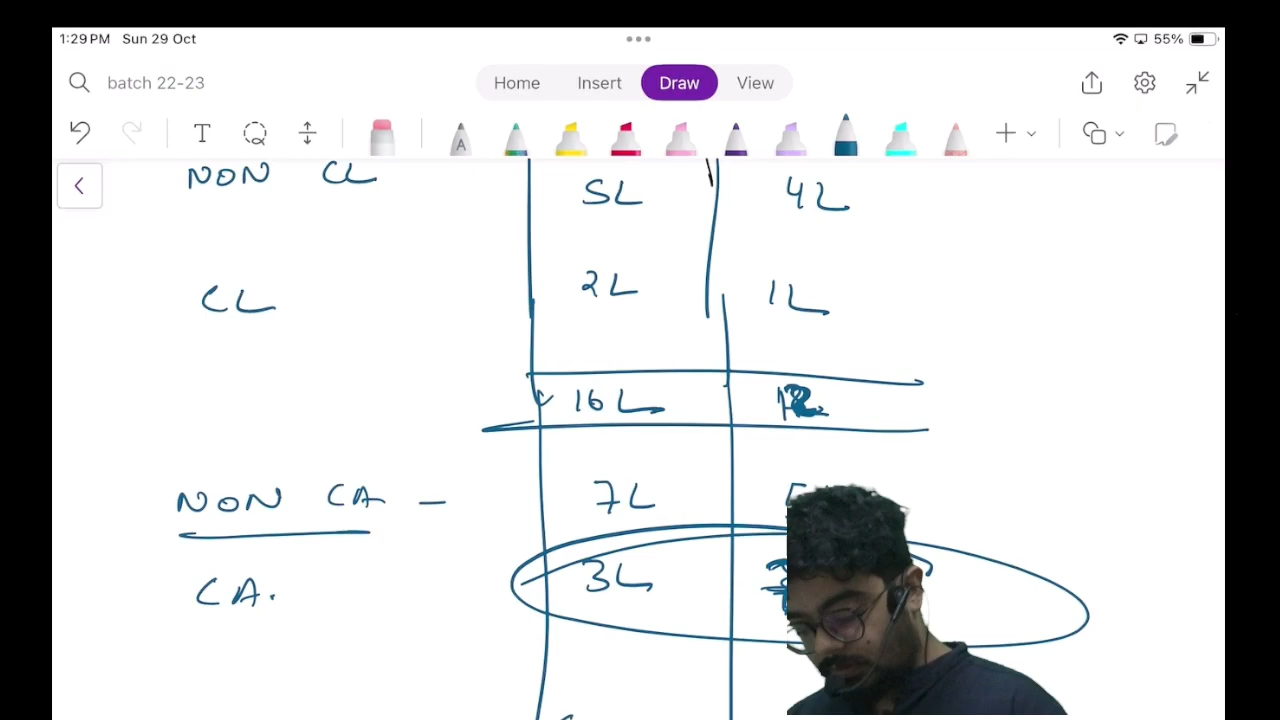 1:29 PM Sun 29 Oct 55%
batch 22-23 Home Insert Draw View
T A
NON CL 5L 4L
CL 2L 1L
16L
NON CA - 7L
CA. 3L